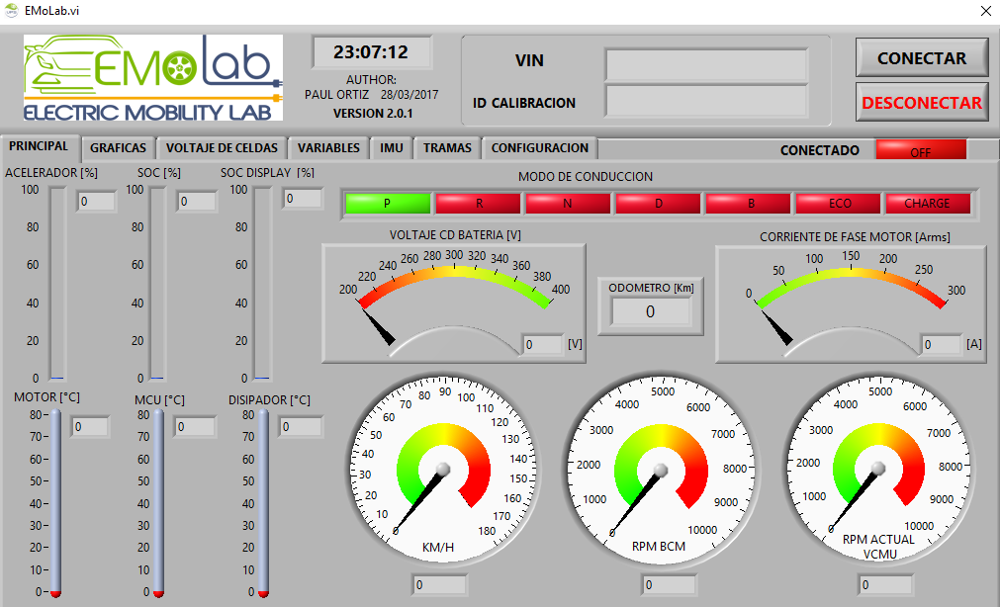 EMoLab.vi
EMOlab
ELECTRIC MOBILITY LAB
23:07:12
AUTHOR:
PAUL ORTIZ 28/03/2017
VERSION 2.0.1
VIN
ID CALIBRACION
CONECTAR
DESCONECTAR
PRINCIPAL GRAFICAS VOLTAJE DE CELDAS VARIABLES IMU TRAMAS CONFIGURACION
CONECTADO OFF
ACELERADOR [%]
100
80
60
40
20
0
0
SOC [%]
100
80
60
40
20
0
0
SOC DISPLAY [%]
100
80
60
40
20
0
0
MODO DE CONDUCCION
P R N D B ECO CHARGE
VOLTAJE CD BATERIA [V]
200 220 240 260 280 300 320 340 360 380 400
0 [V]
ODOMETRO [Km]
0
CORRIENTE DE FASE MOTOR [Arms]
0 50 100 150 200 250 300
0 [A]
MOTOR [°C]
80
70
60
50
40
30
20
10
0
0
MCU [°C]
80
70
60
50
40
30
20
10
0
0
DISIPADOR [°C]
80
70
60
50
40
30
20
10
0
0
0 10 20 30 40 50 60 70 80 90 100 110 120 130 140 150 160 170 180
KM/H
0
0 1000 2000 3000 4000 5000 6000 7000 8000 9000 10000
RPM BCM
0
0 1000 2000 3000 4000 5000 6000 7000 8000 9000 10000
RPM ACTUAL
VCMU
0